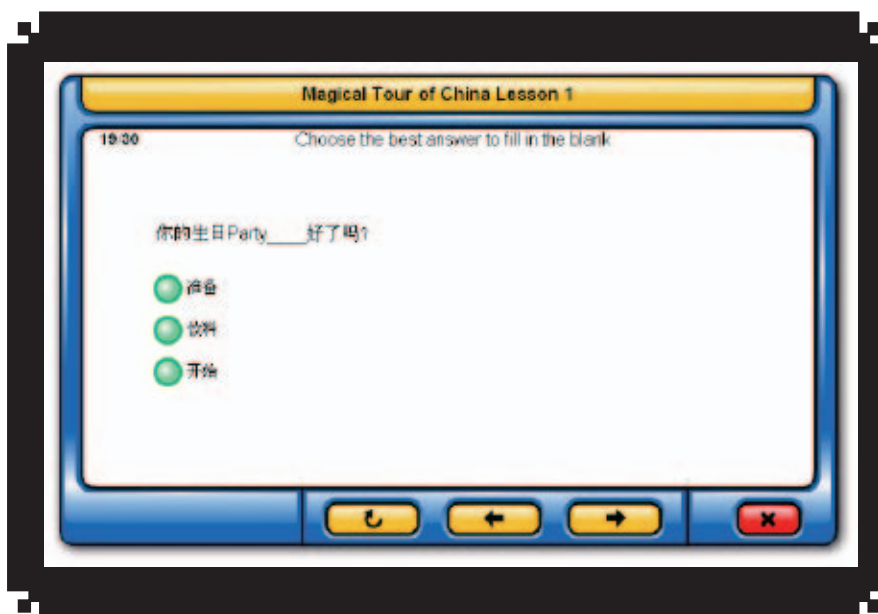 Magical Tour of China Lesson 1
19:30
Choose the best answer to fill in the blank
你的生日Party____好了吗?
准备
饮料
开始